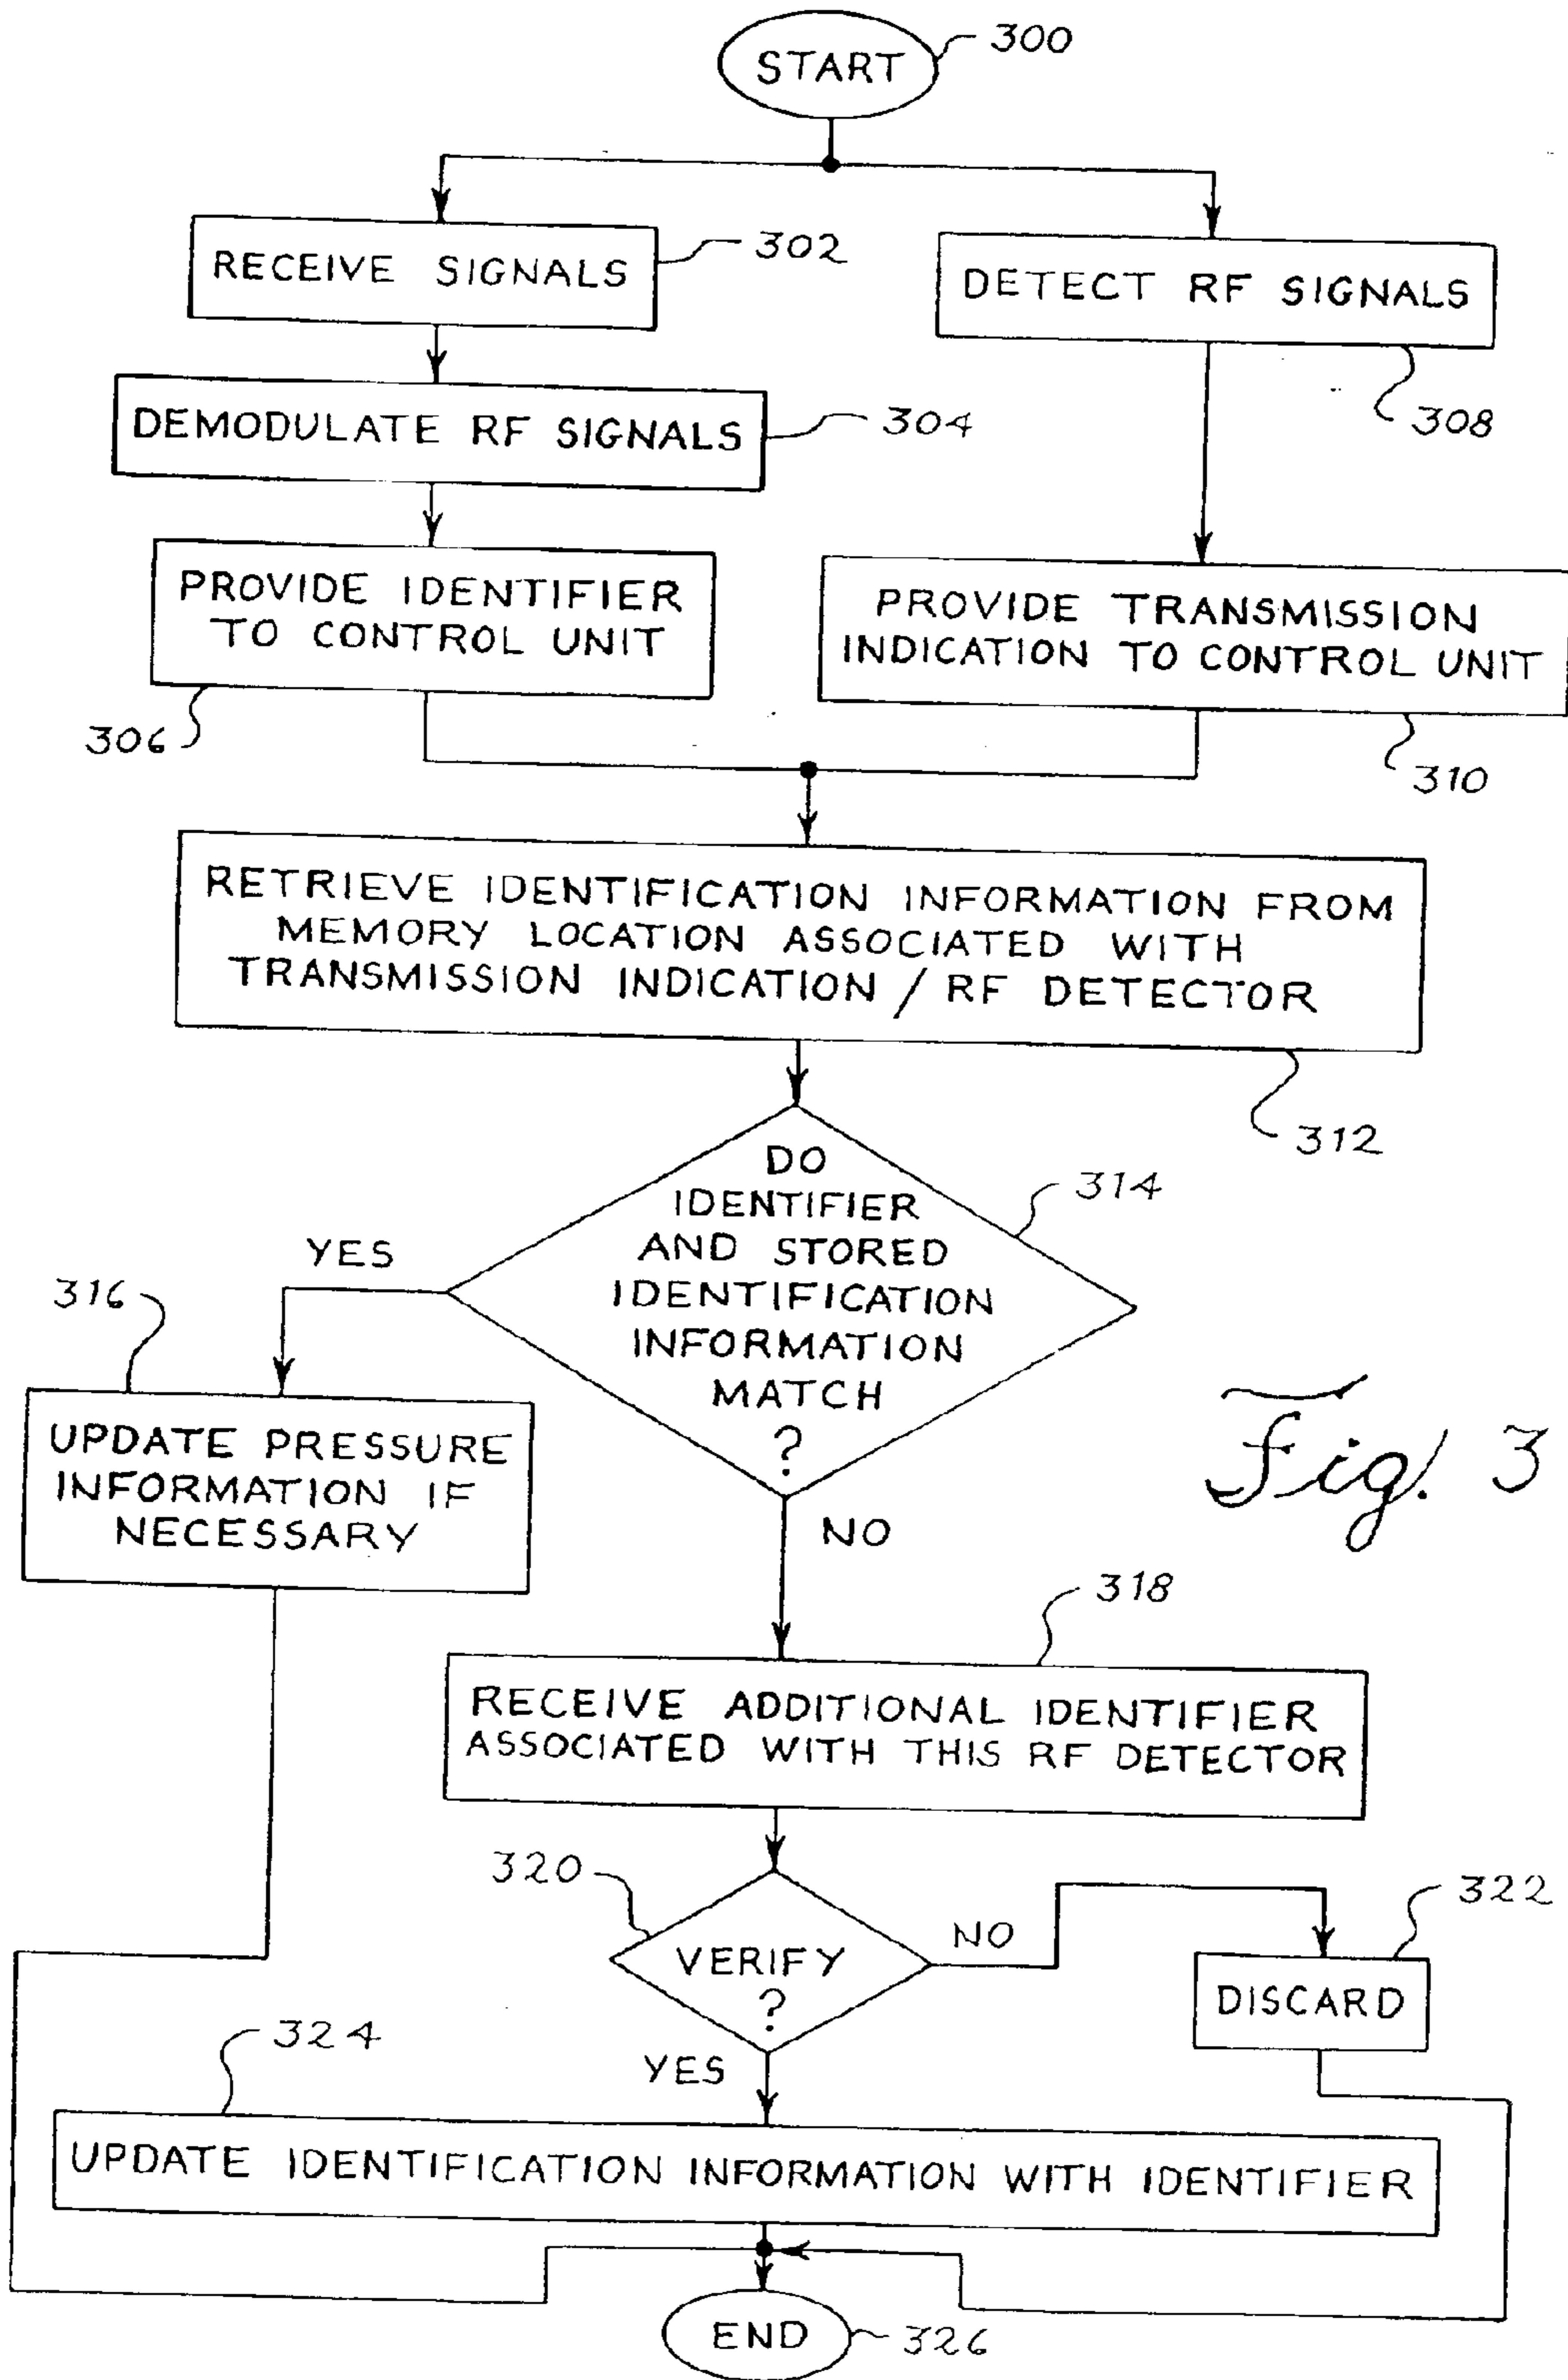 START
300
RECEIVE SIGNALS
302
DETECT RF SIGNALS
308
DEMODULATE RF SIGNALS
304
PROVIDE IDENTIFIER
TO CONTROL UNIT
306
PROVIDE TRANSMISSION
INDICATION TO CONTROL UNIT
310
RETRIEVE IDENTIFICATION INFORMATION FROM
MEMORY LOCATION ASSOCIATED WITH
TRANSMISSION INDICATION / RF DETECTOR
312
DO
IDENTIFIER
AND STORED
IDENTIFICATION
INFORMATION
MATCH
?
314
YES
316
UPDATE PRESSURE
INFORMATION IF
NECESSARY
NO
Fig. 3
318
RECEIVE ADDITIONAL IDENTIFIER
ASSOCIATED WITH THIS RF DETECTOR
320
VERIFY
?
NO
322
DISCARD
YES
324
UPDATE IDENTIFICATION INFORMATION WITH IDENTIFIER
END
326